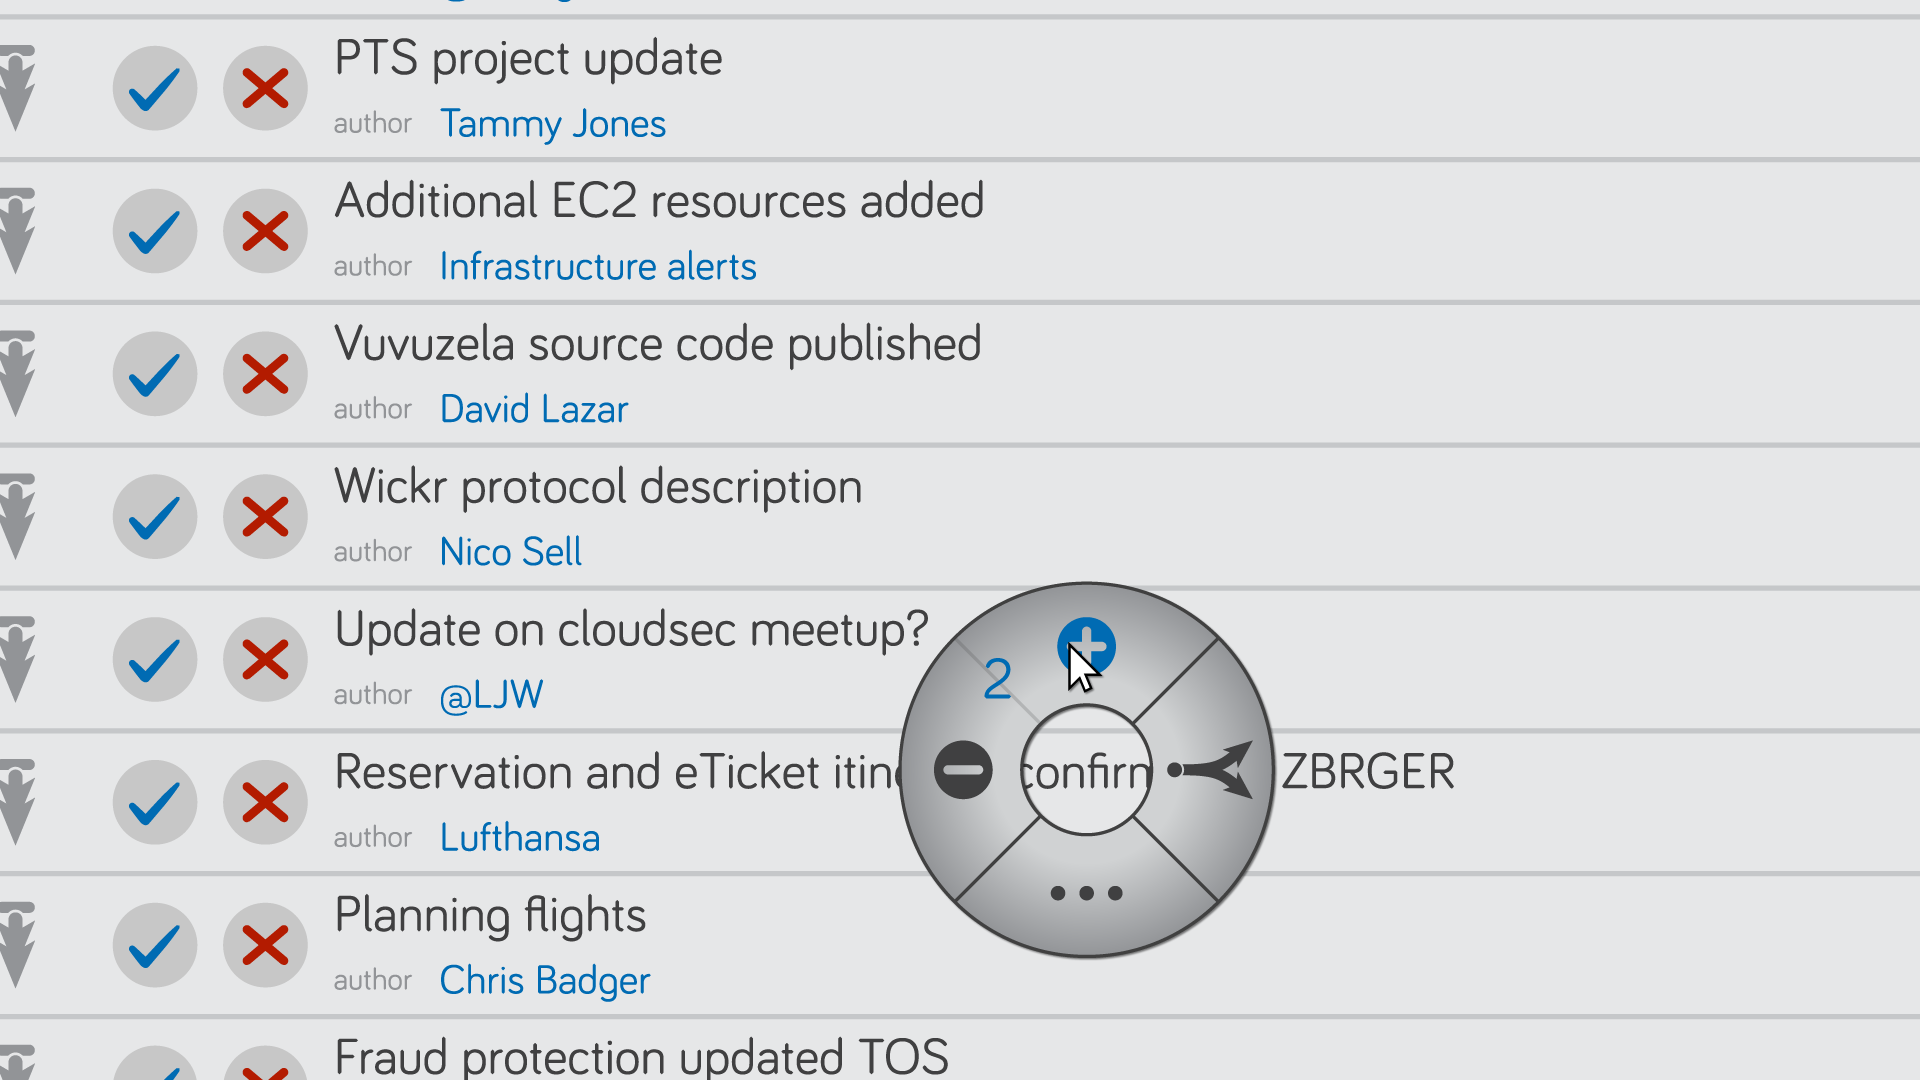 PTS project update
author Tammy Jones
Additional EC2 resources added
author Infrastructure alerts
Vuvuzela source code published
author David Lazar
Wickr protocol description
author Nico Sell
Update on cloudsec meetup?
author @LJW
2
Reservation and eTicket ZBRGER
author Lufthansa
Planning flights
author Chris Badger
Fraud protection updated TOS